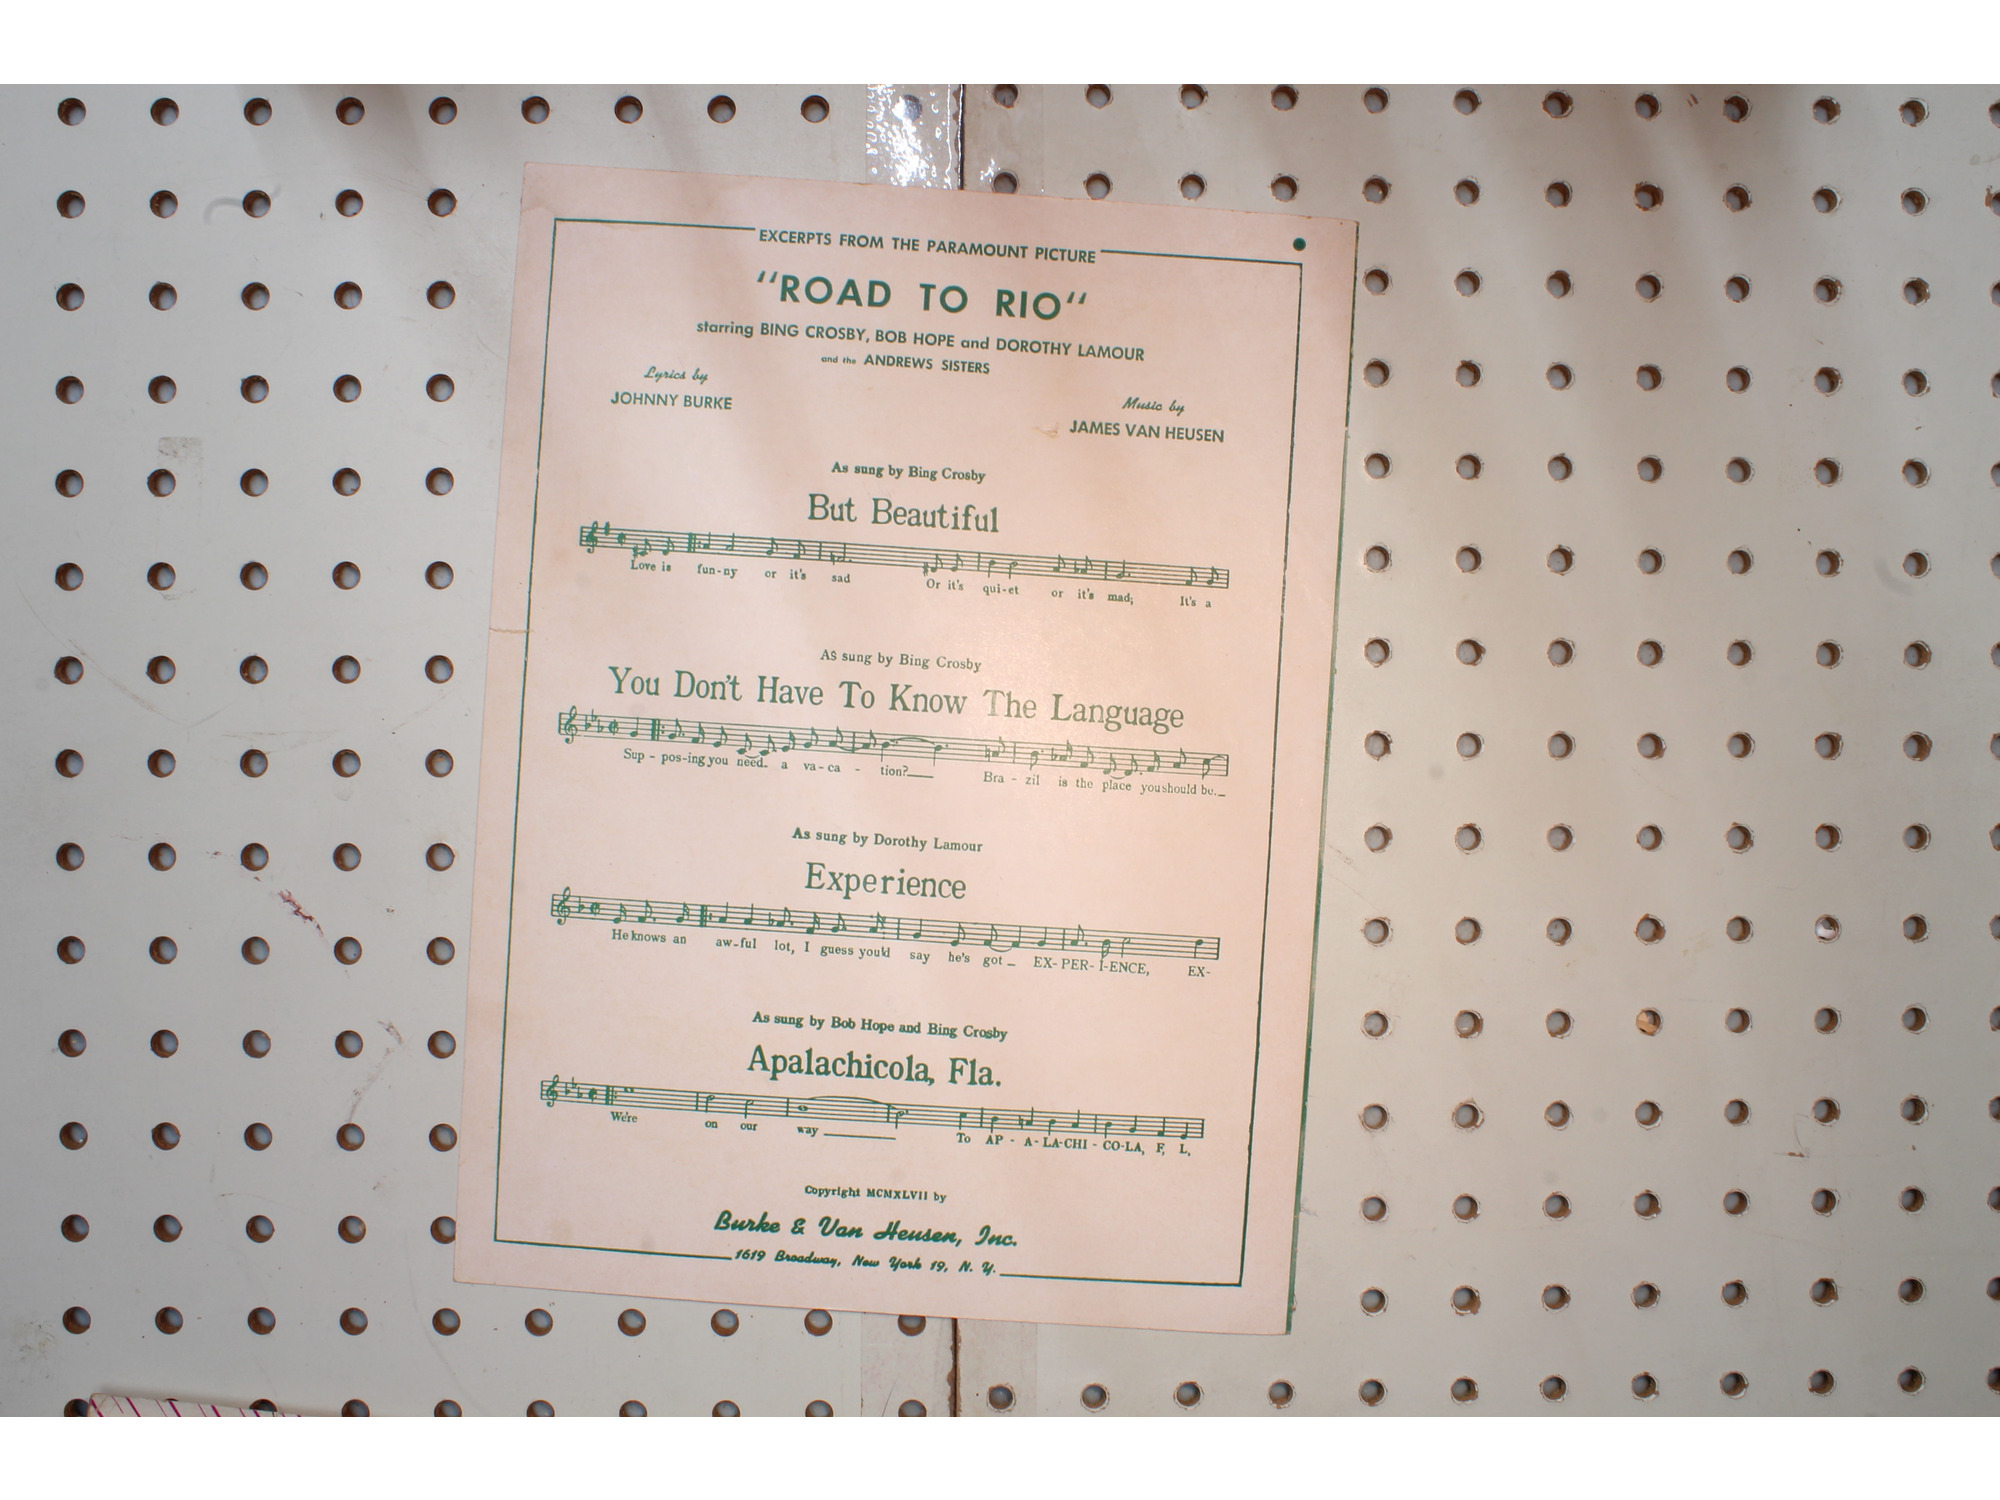 EXCERPTS FROM THE PARAMOUNT PICTURE
"ROAD TO RIO"
starring BING CROSBY, BOB HOPE and DOROTHY LAMOUR
and the ANDREWS SISTERS
Lyrics by
JOHNNY BURKE
Music by
JAMES VAN HEUSEN
As sung by Bing Crosby
But Beautiful
Love is fun-ny or it's sad Or it's qui-et or it's mad; It's a
As sung by Bing Crosby
You Don't Have To Know The Language
Sup - pos-ing you need a va-ca - tion? Bra - zil is the place you should be.
As sung by Dorothy Lamour
Experience
He knows an aw-ful lot, I guess you'd say he's got EX-PER-I-ENCE, EX-
As sung by Bob Hope and Bing Crosby
Apalachicola, Fla.
We're on our way To AP - A-LA-CHI - CO-LA, F, L,
Copyright MCMXLVII by
Burke & Van Heusen, Inc.
1619 Broadway, New York 19, N. Y.